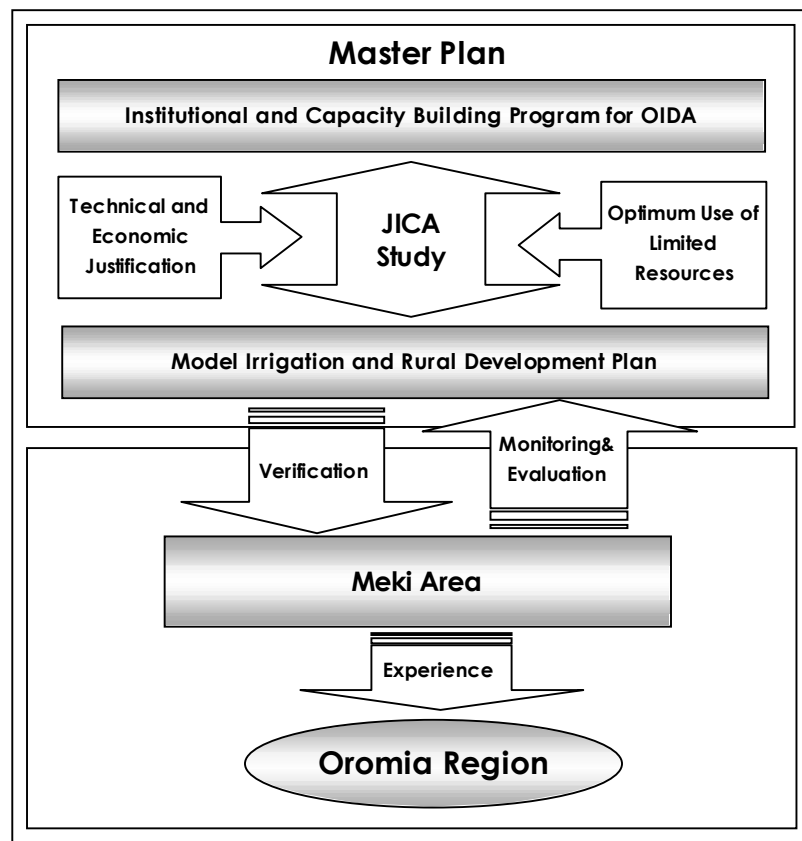 Master Plan
Institutional and Capacity Building Program for OIDA
Technical and
Economic
Justification
JICA
Study
Optimum Use of
Limited
Resources
Model Irrigation and Rural Development Plan
Verification
Monitoring&
Evaluation
Meki Area
Experience
Oromia Region